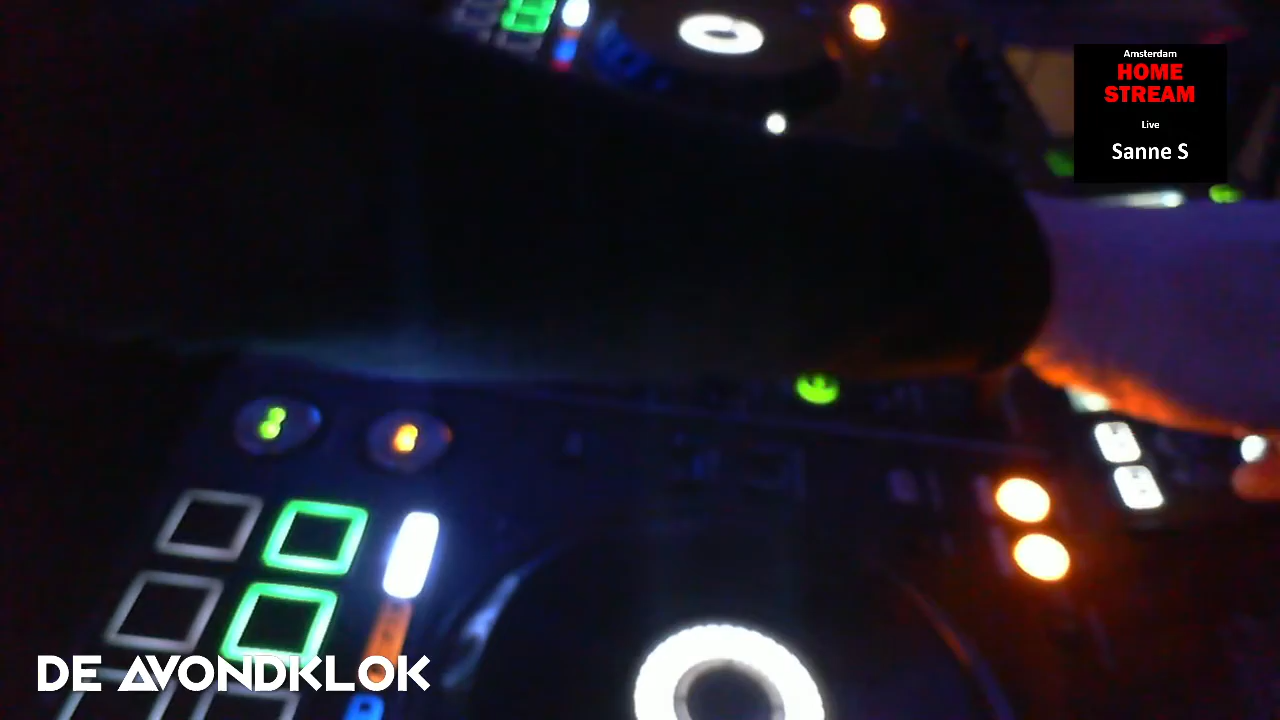 Amsterdam
HOME
STREAM
Live
Sanne S
DE AVONDKLOK